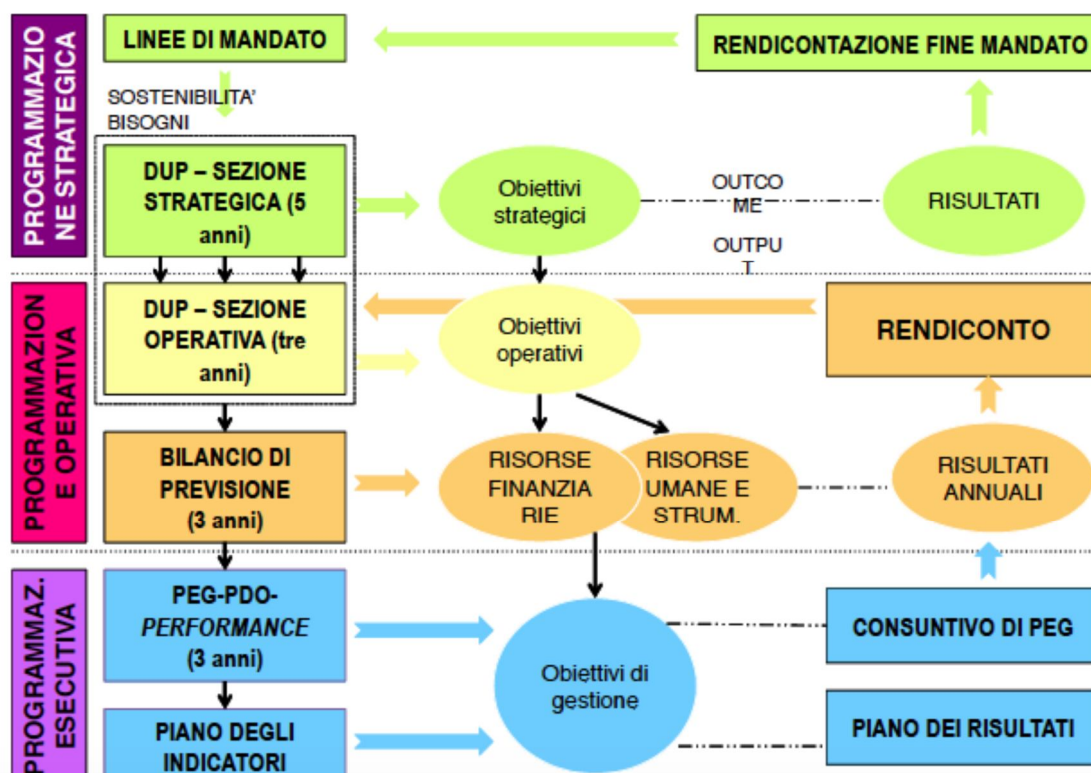 PROGRAMMAZIO
NE STRATEGICA
LINEE DI MANDATO
RENDICONTAZIONE FINE MANDATO
SOSTENIBILITA'
BISOGNI
DUP – SEZIONE
STRATEGICA (5
anni)
Obiettivi
strategici
OUTCO
ME
OUTPU
T
RISULTATI
PROGRAMMAZION
E OPERATIVA
DUP – SEZIONE
OPERATIVA (tre
anni)
Obiettivi
operativi
RENDICONTO
BILANCIO DI
PREVISIONE
(3 anni)
RISORSE
FINANZIA
RIE
RISORSE
UMANE E
STRUM.
RISULTATI
ANNUALI
PROGRAMMAZ.
ESECUTIVA
PEG-PDO-
PERFORMANCE
(3 anni)
Obiettivi di
gestione
CONSUNTIVO DI PEG
PIANO DEGLI
INDICATORI
PIANO DEI RISULTATI